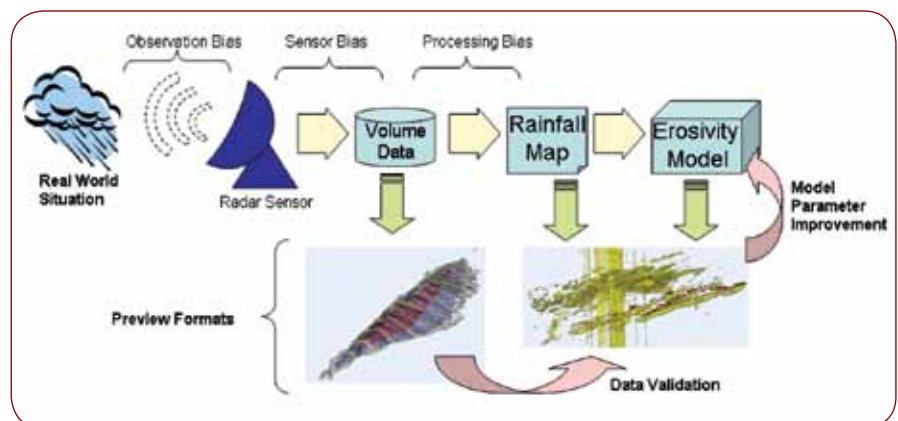 Observation Bias
Sensor Bias
Processing Bias
Real World
Situation
Radar Sensor
Volume
Data
Rainfall
Map
Erosivity
Model
Model
Parameter
Improvement
Preview Formats
Data Validation